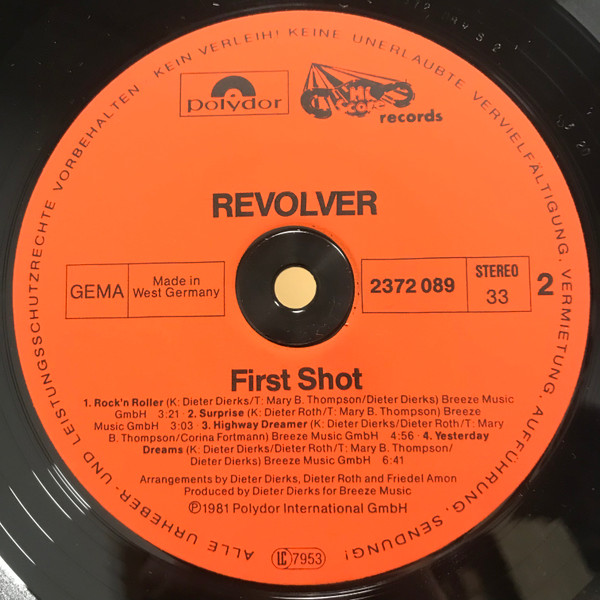 ALLE URHEBER- UND LEISTUNGSSCHUTZRECHTE VORBEHALTEN  KEIN VERLEIH! KEINE UNERLAUBTE VERVIELFÄLTIGUNG, VERMIETUNG, AUFFÜHRUNG, SENDUNG!
polydor
records
REVOLVER
GEMA
Made in
West Germany
2372 089
STEREO
33
2
First Shot
1. Rock'n Roller (K: Dieter Dierks/T: Mary B. Thompson/Dieter Dierks) Breeze Music
GmbH 3:21 · 2. Surprise (K: Dieter Roth/T: Mary B. Thompson) Breeze
Music GmbH 3:03 · 3. Highway Dreamer (K: Dieter Roth/T: Mary
B. Thompson/Corina Fortmann) Breeze Music GmbH 4:56 · 4. Yesterday
Dreams (K: Dieter Dierks/Dieter Roth/T: Mary B. Thompson/
Dieter Dierks) Breeze Music GmbH 6:41
Arrangements by Dieter Dierks, Dieter Roth and Friedel Amon
Produced by Dieter Dierks for Breeze Music
Ⓟ1981 Polydor International GmbH
LC 7953